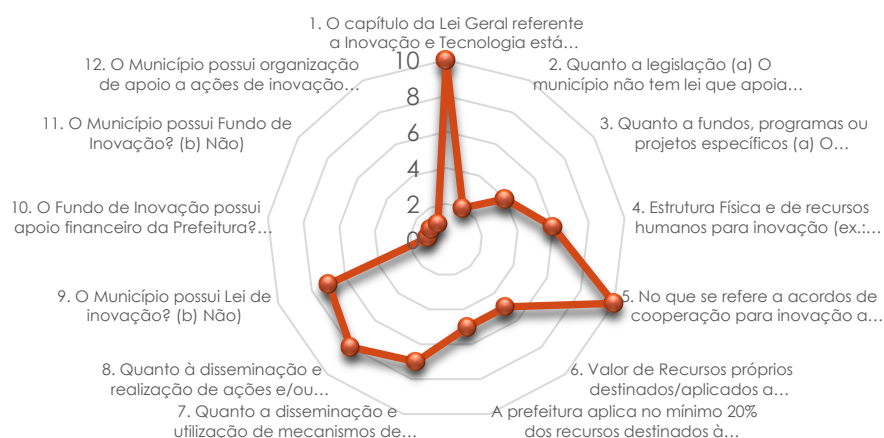 1. O capítulo da Lei Geral referente
a Inovação e Tecnologia está...
2. Quanto a legislação (a) O
município não tem lei que apoia...
3. Quanto a fundos, programas ou
projetos específicos (a) O...
4. Estrutura Física e de recursos
humanos para inovação (ex.:...
5. No que se refere a acordos de
cooperação para inovação a...
6. Valor de Recursos próprios
destinados/aplicados a...
A prefeitura aplica no mínimo 20%
dos recursos destinados à...
7. Quanto a disseminação e
utilização de mecanismos de...
8. Quanto à disseminação e
realização de ações e/ou...
9. O Município possui Lei de
inovação? (b) Não)
10. O Fundo de Inovação possui
apoio financeiro da Prefeitura?...
11. O Município possui Fundo de
Inovação? (b) Não)
12. O Município possui organização
de apoio a ações de inovação...
10
8
6
4
2
0